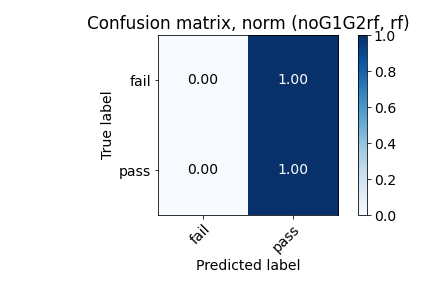 Confusion matrix, norm (noG1G2rf, rf)
fail
0.00
1.00
pass
0.00
1.00
True label
fail
pass
Predicted label
1.0
0.8
0.6
0.4
0.2
0.0